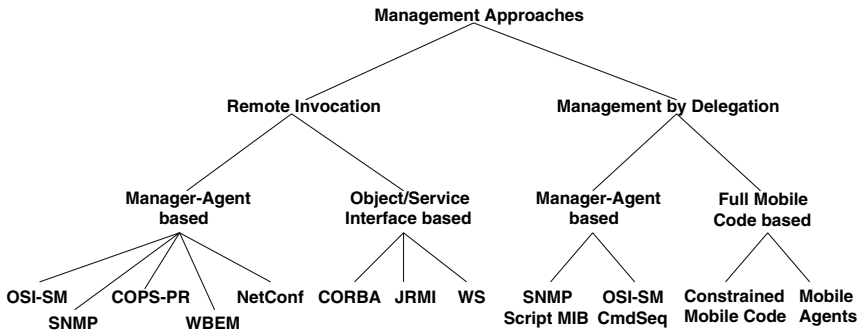 Management Approaches
Remote Invocation
Management by Delegation
Manager-Agent
based
Object/Service
Interface based
Manager-Agent
based
Full Mobile
Code based
OSI-SM
SNMP
COPS-PR
WBEM
NetConf
CORBA
JRMI
WS
SNMP
Script MIB
OSI-SM
CmdSeq
Constrained
Mobile Code
Mobile
Agents